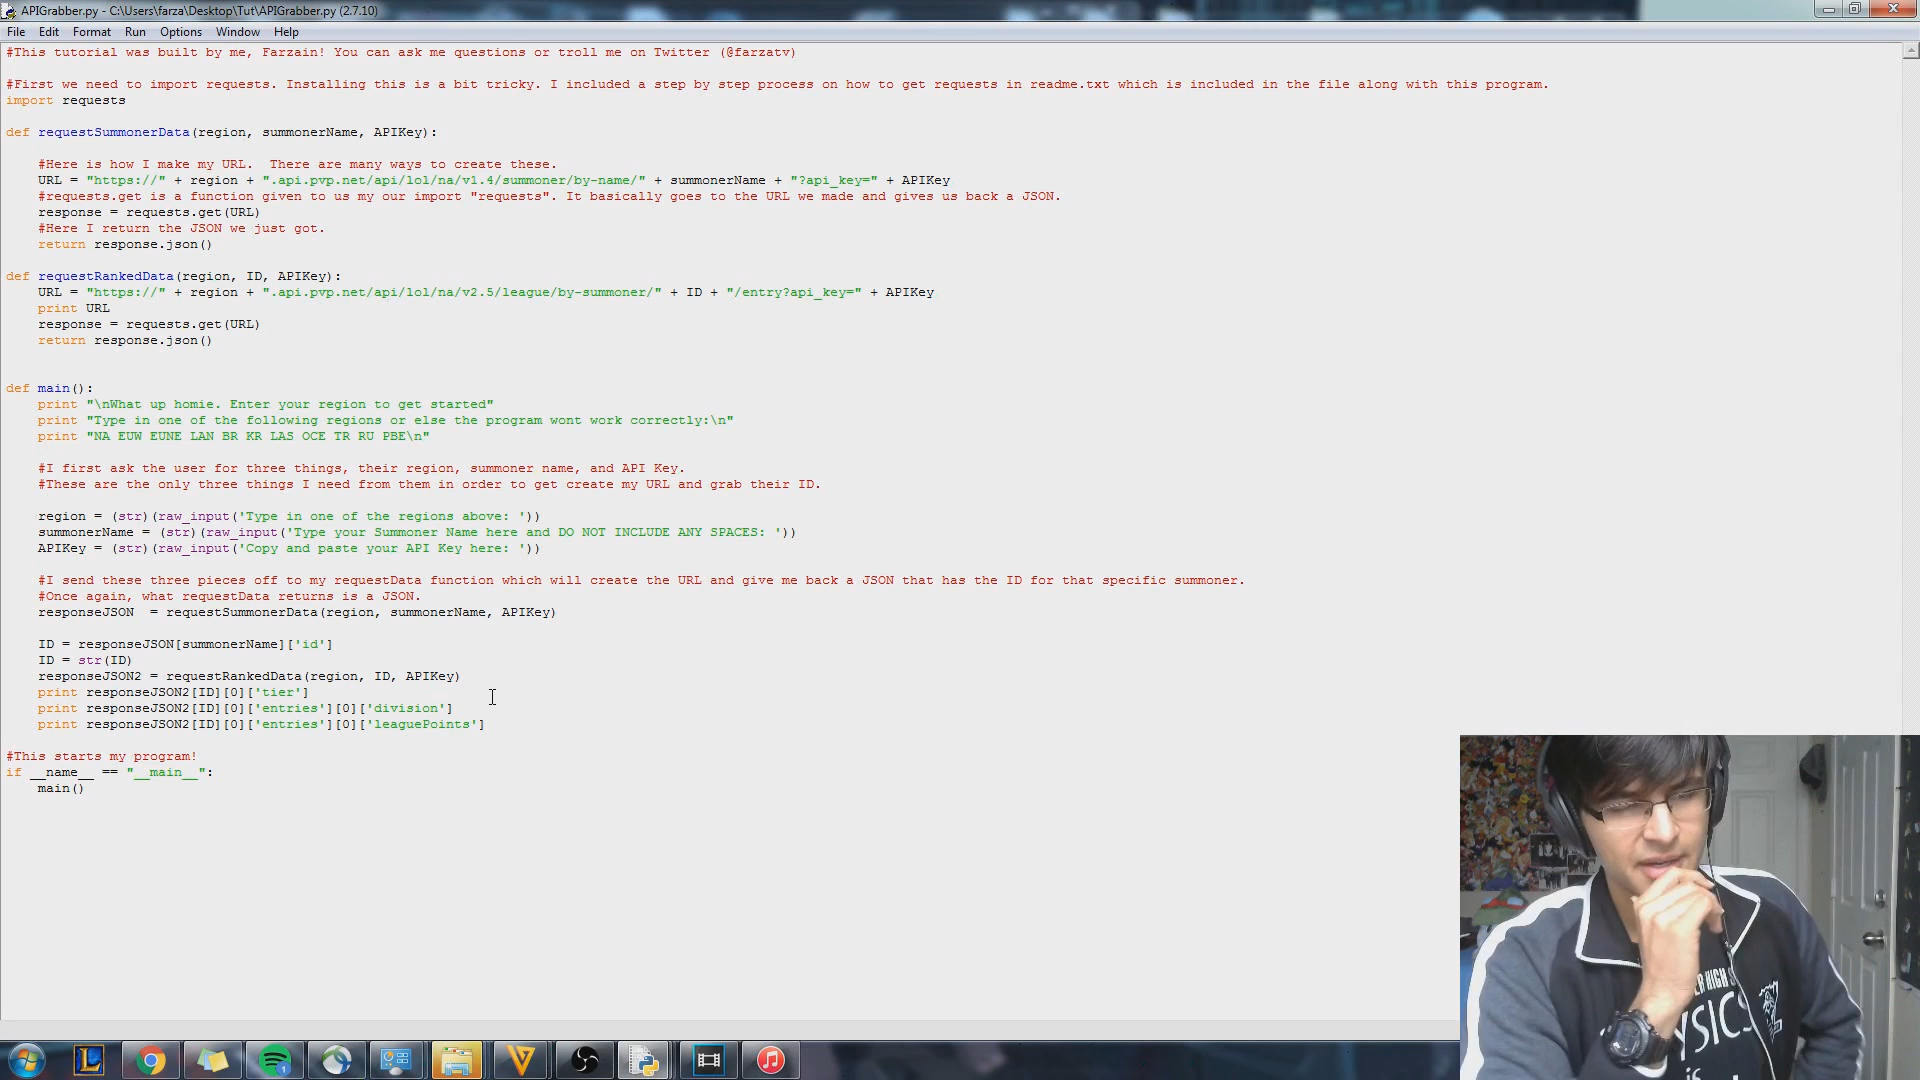 APIGrabber.py - C:\Users\farza\Desktop\Tut\APIGrabber.py (2.7.10)
File Edit Format Run Options Window Help
#This tutorial was built by me, Farzain! You can ask me questions or troll me on Twitter (@farzatv)
#First we need to import requests. Installing this is a bit tricky. I included a step by step process on how to get requests in readme.txt which is included in the file along with this program.
import requests
def requestSummonerData(region, summonerName, APIKey):
#Here is how I make my URL.  There are many ways to create these.
URL = "https://" + region + ".api.pvp.net/api/lol/na/v1.4/summoner/by-name/" + summonerName + "?api_key=" + APIKey
#requests.get is a function given to us my our import "requests". It basically goes to the URL we made and gives us back a JSON.
response = requests.get(URL)
#Here I return the JSON we just got.
return response.json()
def requestRankedData(region, ID, APIKey):
URL = "https://" + region + ".api.pvp.net/api/lol/na/v2.5/league/by-summoner/" + ID + "/entry?api_key=" + APIKey
print URL
response = requests.get(URL)
return response.json()
def main():
print "\nWhat up homie. Enter your region to get started"
print "Type in one of the following regions or else the program wont work correctly:\n"
print "NA EUW EUNE LAN BR KR LAS OCE TR RU PBE\n"
#I first ask the user for three things, their region, summoner name, and API Key.
#These are the only three things I need from them in order to get create my URL and grab their ID.
region = (str)(raw_input('Type in one of the regions above: '))
summonerName = (str)(raw_input('Type your Summoner Name here and DO NOT INCLUDE ANY SPACES: '))
APIKey = (str)(raw_input('Copy and paste your API Key here: '))
#I send these three pieces off to my requestData function which will create the URL and give me back a JSON that has the ID for that specific summoner.
#Once again, what requestData returns is a JSON.
responseJSON  = requestSummonerData(region, summonerName, APIKey)
ID = responseJSON[summonerName]['id']
ID = str(ID)
responseJSON2 = requestRankedData(region, ID, APIKey)
print responseJSON2[ID][0]['tier']
print responseJSON2[ID][0]['entries'][0]['division']
print responseJSON2[ID][0]['entries'][0]['leaguePoints']
#This starts my program!
if __name__ == "__main__":
main()